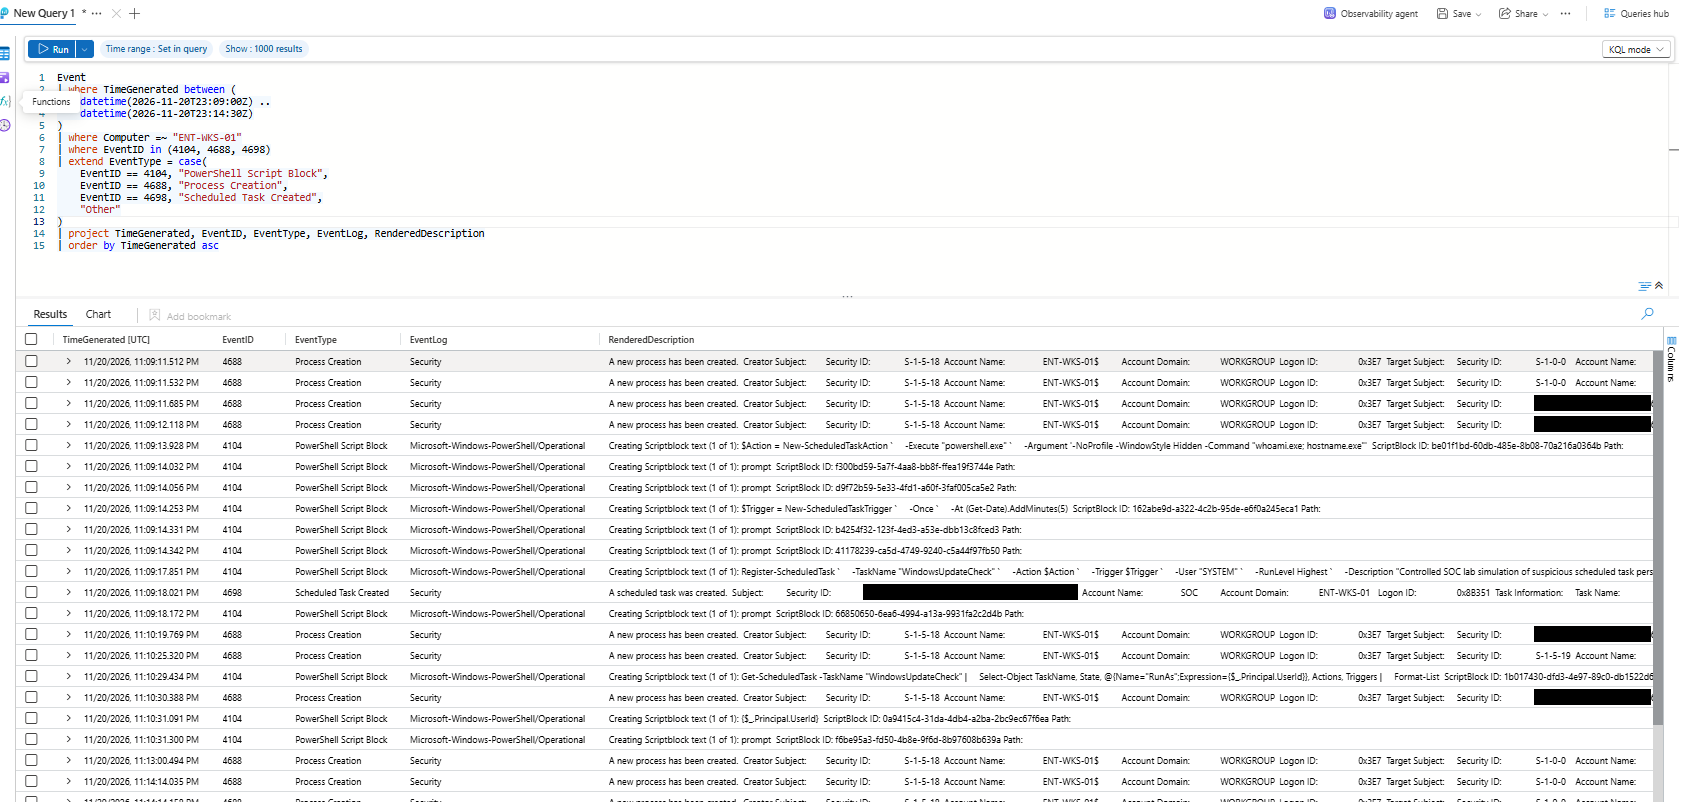 New Query 1 * ···
Observability agent Save Share ··· Queries hub
Run Time range : Set in query Show : 1000 results KQL mode
1 Event
2 | where TimeGenerated between (
Functions datetime(2026-11-20T23:09:00Z) ..
4 datetime(2026-11-20T23:14:30Z)
5 )
6 | where Computer =~ "ENT-WKS-01"
7 | where EventID in (4104, 4688, 4698)
8 | extend EventType = case(
9 EventID == 4104, "PowerShell Script Block",
10 EventID == 4688, "Process Creation",
11 EventID == 4698, "Scheduled Task Created",
12 "Other"
13 )
14 | project TimeGenerated, EventID, EventType, EventLog, RenderedDescription
15 | order by TimeGenerated asc
Results Chart Add bookmark
TimeGenerated [UTC] EventID EventType EventLog RenderedDescription
Columns
11/20/2026, 11:09:11.512 PM 4688 Process Creation Security A new process has been created. Creator Subject: Security ID: S-1-5-18 Account Name: ENT-WKS-01$ Account Domain: WORKGROUP Logon ID: 0x3E7 Target Subject: Security ID: S-1-0-0 Account Name:
11/20/2026, 11:09:11.532 PM 4688 Process Creation Security A new process has been created. Creator Subject: Security ID: S-1-5-18 Account Name: ENT-WKS-01$ Account Domain: WORKGROUP Logon ID: 0x3E7 Target Subject: Security ID: S-1-0-0 Account Name:
11/20/2026, 11:09:11.685 PM 4688 Process Creation Security A new process has been created. Creator Subject: Security ID: S-1-5-18 Account Name: ENT-WKS-01$ Account Domain: WORKGROUP Logon ID: 0x3E7 Target Subject: Security ID:
11/20/2026, 11:09:12.118 PM 4688 Process Creation Security A new process has been created. Creator Subject: Security ID: S-1-5-18 Account Name: ENT-WKS-01$ Account Domain: WORKGROUP Logon ID: 0x3E7 Target Subject: Security ID:
11/20/2026, 11:09:13.928 PM 4104 PowerShell Script Block Microsoft-Windows-PowerShell/Operational Creating Scriptblock text (1 of 1): $Action = New-ScheduledTaskAction ` -Execute "powershell.exe" ` -Argument '-NoProfile -WindowStyle Hidden -Command "whoami.exe; hostname.exe"' ScriptBlock ID: be01f1bd-60db-485e-8b08-70a216a0364b Path:
11/20/2026, 11:09:14.032 PM 4104 PowerShell Script Block Microsoft-Windows-PowerShell/Operational Creating Scriptblock text (1 of 1): prompt ScriptBlock ID: f300bd59-5a7f-4aa8-bb8f-ffea19f3744e Path:
11/20/2026, 11:09:14.056 PM 4104 PowerShell Script Block Microsoft-Windows-PowerShell/Operational Creating Scriptblock text (1 of 1): prompt ScriptBlock ID: d9f72b59-5e33-4fd1-a60f-3faf005ca5e2 Path:
11/20/2026, 11:09:14.253 PM 4104 PowerShell Script Block Microsoft-Windows-PowerShell/Operational Creating Scriptblock text (1 of 1): $Trigger = New-ScheduledTaskTrigger ` -Once ` -At (Get-Date).AddMinutes(5) ScriptBlock ID: 162abe9d-a322-4c2b-95de-e6f0a245eca1 Path:
11/20/2026, 11:09:14.331 PM 4104 PowerShell Script Block Microsoft-Windows-PowerShell/Operational Creating Scriptblock text (1 of 1): prompt ScriptBlock ID: b4254f32-123f-4ed3-a53e-dbb13c8fced3 Path:
11/20/2026, 11:09:14.342 PM 4104 PowerShell Script Block Microsoft-Windows-PowerShell/Operational Creating Scriptblock text (1 of 1): prompt ScriptBlock ID: 41178239-ca5d-4749-9240-c5a44f97fb50 Path:
11/20/2026, 11:09:17.851 PM 4104 PowerShell Script Block Microsoft-Windows-PowerShell/Operational Creating Scriptblock text (1 of 1): Register-ScheduledTask ` -TaskName "WindowsUpdateCheck" ` -Action $Action ` -Trigger $Trigger ` -User "SYSTEM" ` -RunLevel Highest ` -Description "Controlled SOC lab simulation of suspicious scheduled task pers
11/20/2026, 11:09:18.021 PM 4698 Scheduled Task Created Security A scheduled task was created. Subject: Security ID: Account Name: SOC Account Domain: ENT-WKS-01 Logon ID: 0x8B351 Task Information: Task Name:
11/20/2026, 11:09:18.172 PM 4104 PowerShell Script Block Microsoft-Windows-PowerShell/Operational Creating Scriptblock text (1 of 1): prompt ScriptBlock ID: 66850650-6ea6-4994-a13a-9931fa2c2d4b Path:
11/20/2026, 11:10:19.769 PM 4688 Process Creation Security A new process has been created. Creator Subject: Security ID: S-1-5-18 Account Name: ENT-WKS-01$ Account Domain: WORKGROUP Logon ID: 0x3E7 Target Subject: Security ID:
11/20/2026, 11:10:25.320 PM 4688 Process Creation Security A new process has been created. Creator Subject: Security ID: S-1-5-18 Account Name: ENT-WKS-01$ Account Domain: WORKGROUP Logon ID: 0x3E7 Target Subject: Security ID: S-1-5-19 Account Name:
11/20/2026, 11:10:29.434 PM 4104 PowerShell Script Block Microsoft-Windows-PowerShell/Operational Creating Scriptblock text (1 of 1): Get-ScheduledTask -TaskName "WindowsUpdateCheck" | Select-Object TaskName, State, @{Name="RunAs";Expression={$_.Principal.UserId}}, Actions, Triggers | Format-List ScriptBlock ID: 1b017430-dfd3-4e97-89c0-db1522d6
11/20/2026, 11:10:30.388 PM 4688 Process Creation Security A new process has been created. Creator Subject: Security ID: S-1-5-18 Account Name: ENT-WKS-01$ Account Domain: WORKGROUP Logon ID: 0x3E7 Target Subject: Security ID:
11/20/2026, 11:10:31.091 PM 4104 PowerShell Script Block Microsoft-Windows-PowerShell/Operational Creating Scriptblock text (1 of 1): {$_.Principal.UserId} ScriptBlock ID: 0a9415c4-31da-4db4-a2ba-2bc9ec67f6ea Path:
11/20/2026, 11:10:31.300 PM 4104 PowerShell Script Block Microsoft-Windows-PowerShell/Operational Creating Scriptblock text (1 of 1): prompt ScriptBlock ID: f6be95a3-fd50-4b8e-9f6d-8b97608b639a Path:
11/20/2026, 11:13:00.494 PM 4688 Process Creation Security A new process has been created. Creator Subject: Security ID: S-1-5-18 Account Name: ENT-WKS-01$ Account Domain: WORKGROUP Logon ID: 0x3E7 Target Subject: Security ID: S-1-0-0 Account Name:
11/20/2026, 11:14:14.035 PM 4688 Process Creation Security A new process has been created. Creator Subject: Security ID: S-1-5-18 Account Name: ENT-WKS-01$ Account Domain: WORKGROUP Logon ID: 0x3E7 Target Subject: Security ID: S-1-0-0 Account Name: